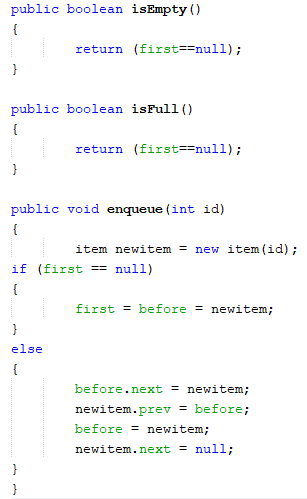 public boolean isEmpty()
{
return (first==null);
}
public boolean isFull()
{
return (first==null);
}
public void enqueue(int id)
{
item newitem = new item(id);
if (first == null)
{
first = before = newitem;
}
else
{
before.next = newitem;
newitem.prev = before;
before = newitem;
newitem.next = null;
}
}